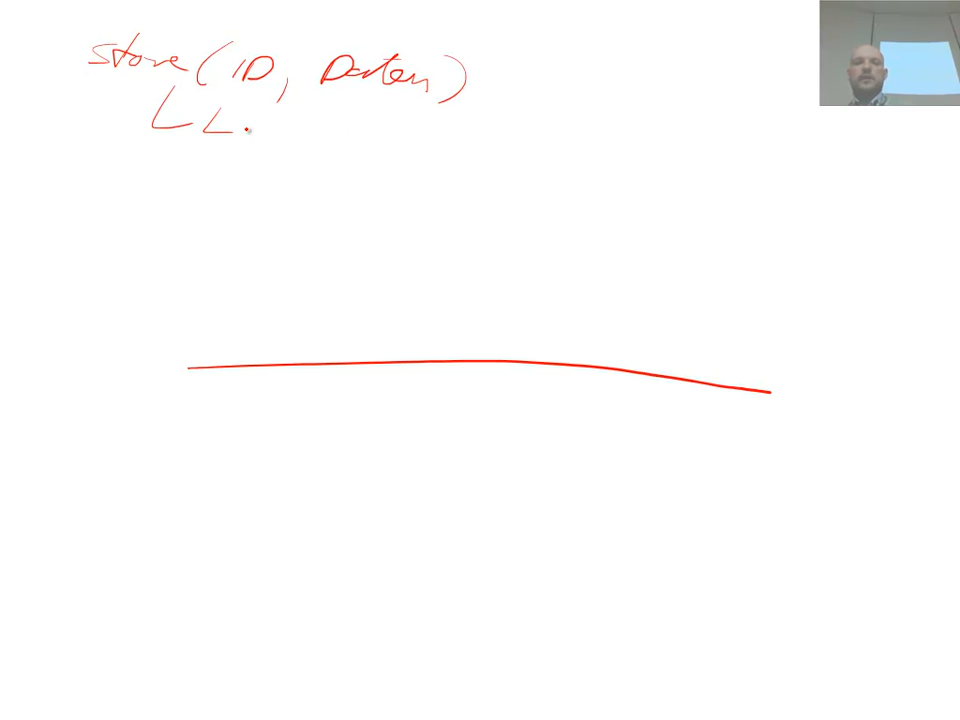 store(ID, Daten)
L L.